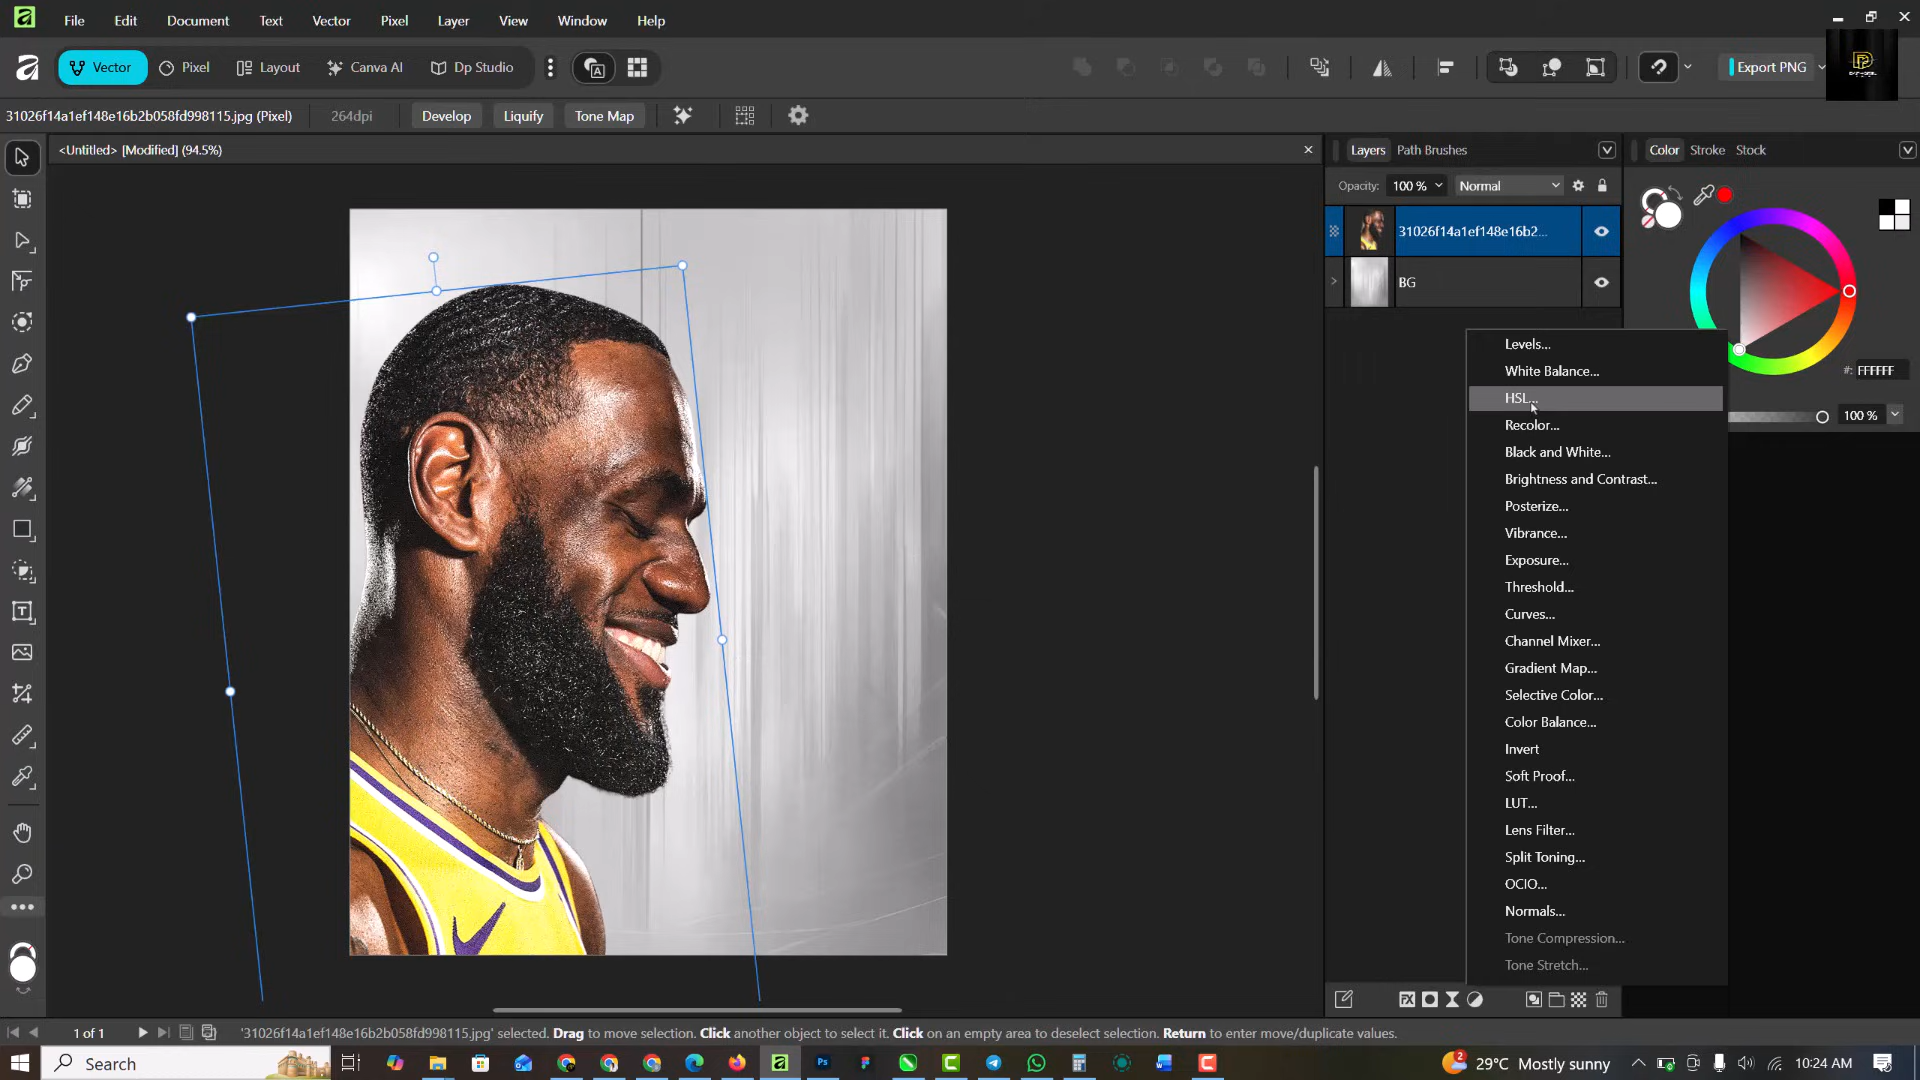 File Edit Document Text Vector Pixel Layer View Window Help
Vector Pixel Layout Canva AI Dp Studio Export PNG
31026f14a1ef148e16b2b058fd998115.jpg (Pixel) 264dpi Develop Liquify Tone Map
<Untitled> [Modified] (94.5%)
Layers Path Brushes
Color Stroke Stock
Opacity: 100 % Normal
31026f14a1ef148e16b2...
BG
#: FFFFFF
100 %
Levels...
White Balance...
HSL...
Recolor...
Black and White...
Brightness and Contrast...
Posterize...
Vibrance...
Exposure...
Threshold...
Curves...
Channel Mixer...
Gradient Map...
Selective Color...
Color Balance...
Invert
Soft Proof...
LUT...
Lens Filter...
Split Toning...
OCIO...
Normals...
Tone Compression...
Tone Stretch...
1 of 1 '31026f14a1ef148e16b2b058fd998115.jpg' selected. Drag to move selection. Click another object to select it. Click on an empty area to deselect selection. Return to enter move/duplicate values.
Search 2 29°C Mostly sunny 10:24 AM